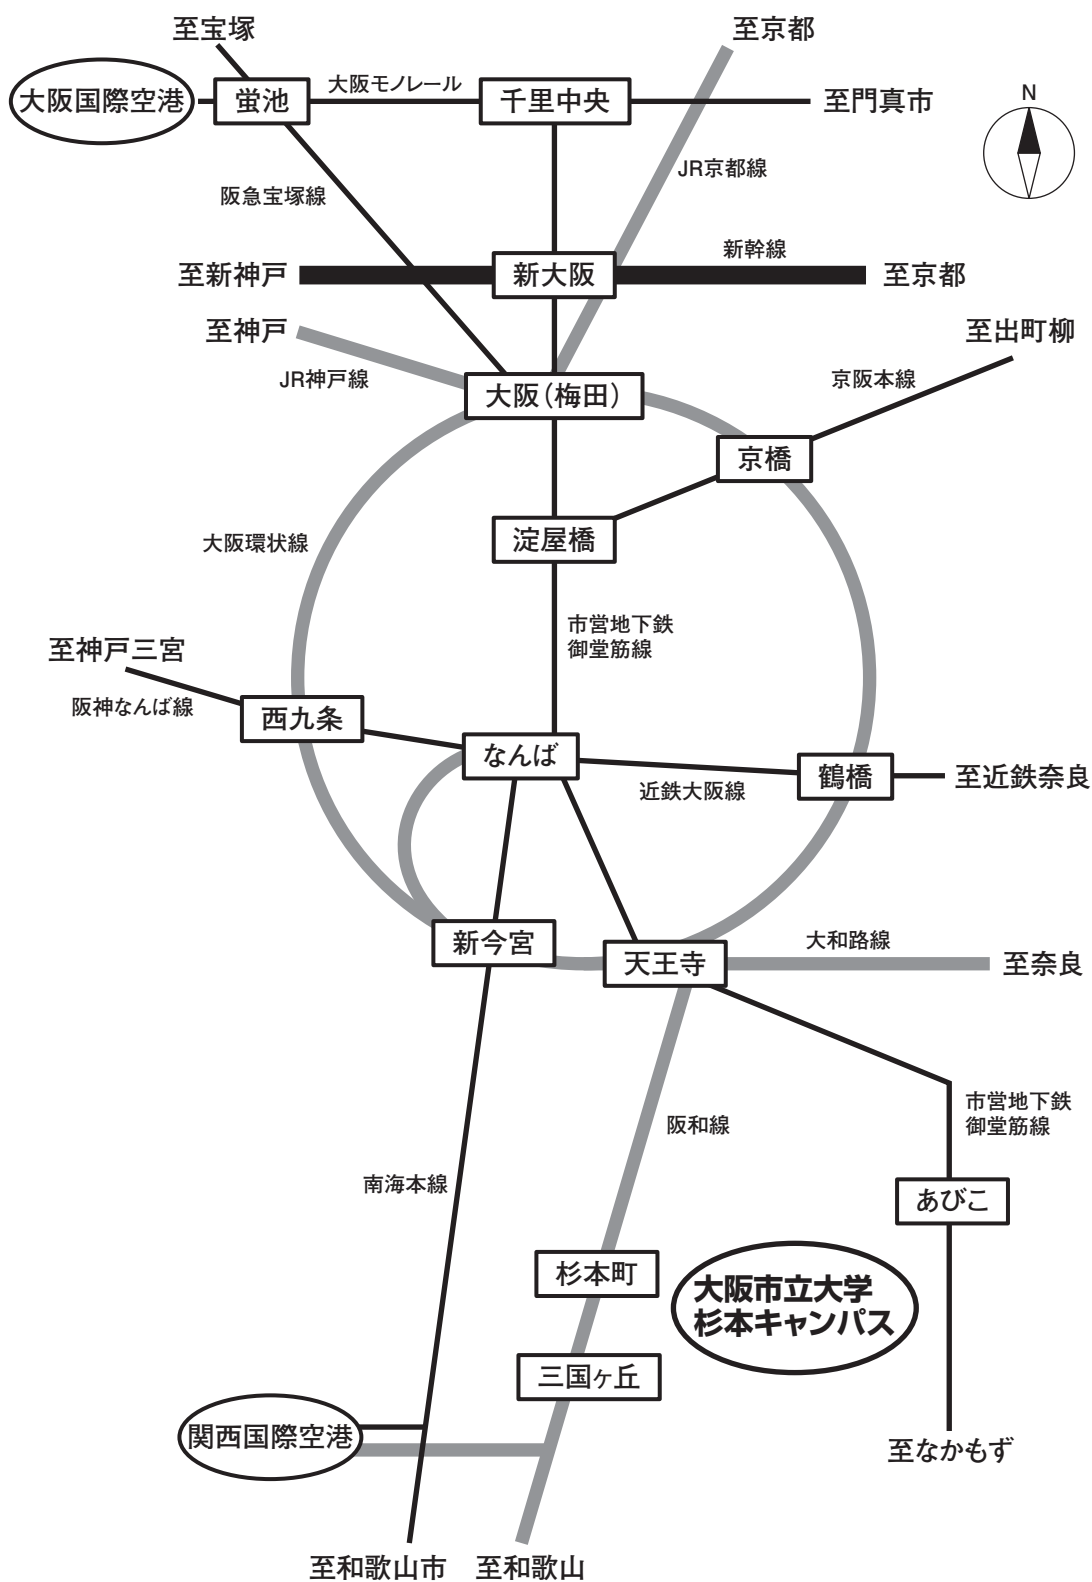 至宝塚
至京都
大阪国際空港
蛍池
大阪モノレール
千里中央
至門真市
N
JR京都線
阪急宝塚線
至新神戸
新大阪
新幹線
至京都
至神戸
至出町柳
JR神戸線
大阪（梅田）
京阪本線
京橋
大阪環状線
淀屋橋
市営地下鉄
御堂筋線
至神戸三宮
阪神なんば線
西九条
なんば
近鉄大阪線
鶴橋
至近鉄奈良
新今宮
天王寺
大和路線
至奈良
阪和線
市営地下鉄
御堂筋線
南海本線
あびこ
杉本町
大阪市立大学
杉本キャンパス
三国ヶ丘
関西国際空港
至なかもず
至和歌山市
至和歌山